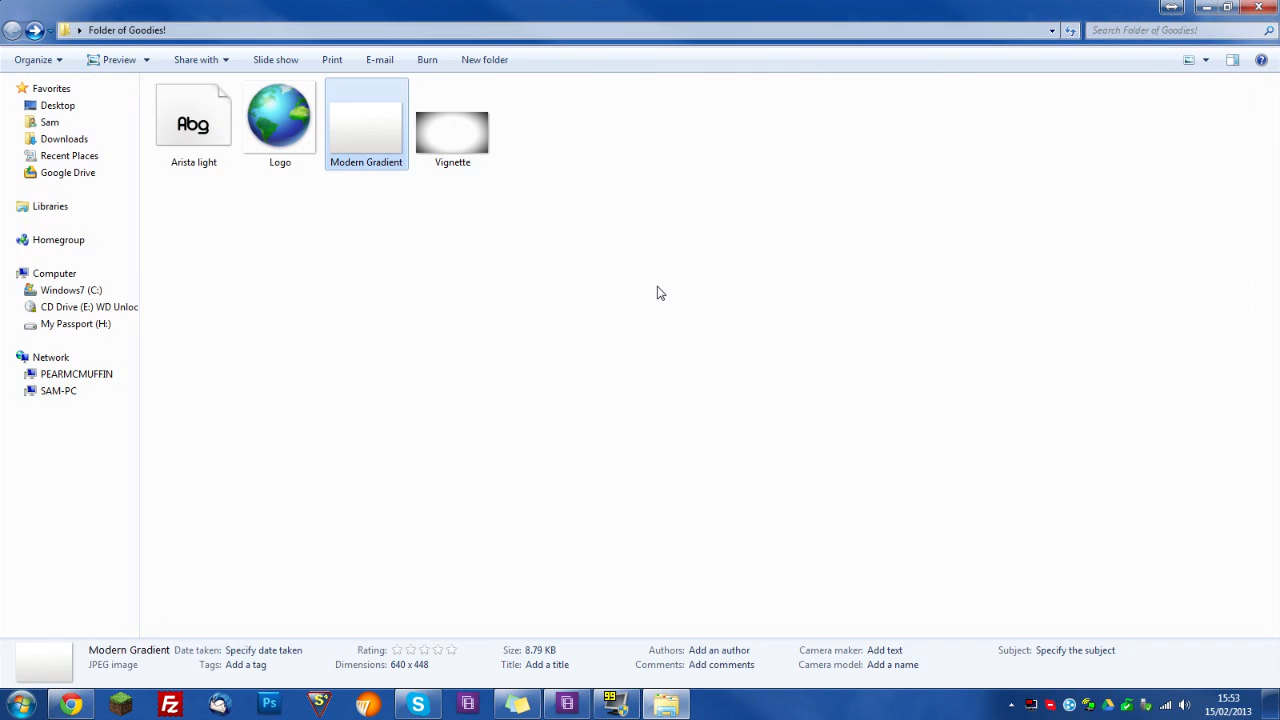 Folder of Goodies!
Search Folder of Goodies!
Organize Preview Share with Slide show Print E-mail Burn New folder
Favorites
Desktop
Sam
Downloads
Recent Places
Google Drive
Libraries
Homegroup
Computer
Windows7 (C:)
CD Drive (E:) WD Unloc
My Passport (H:)
Network
PEARMCMUFFIN
SAM-PC
Abg
Arista light
Logo
Modern Gradient
Vignette
Modern Gradient Date taken: Specify date taken Rating: Size: 8.79 KB Authors: Add an author Camera maker: Add text Subject: Specify the subject
JPEG image Tags: Add a tag Dimensions: 640 x 448 Title: Add a title Comments: Add comments Camera model: Add a name
Fz
Ps
S
S
99
15:53
15/02/2013